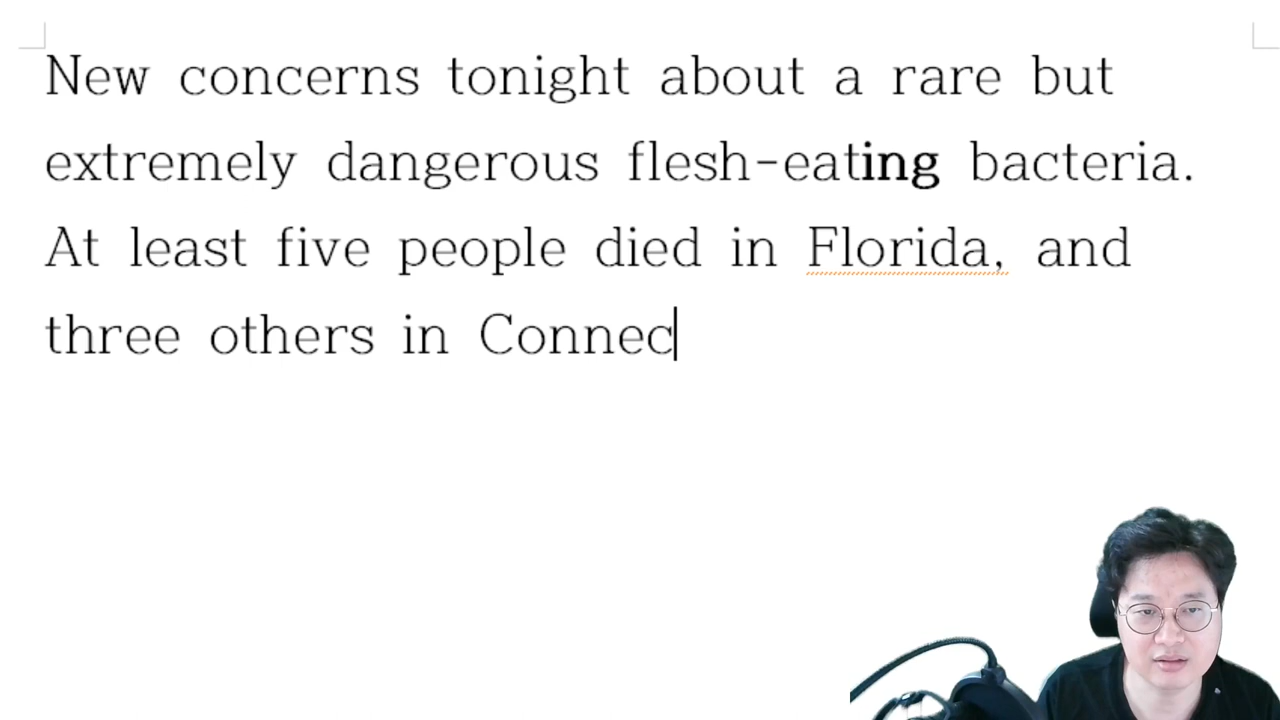 New concerns tonight about a rare but
extremely dangerous flesh-eating bacteria.
At least five people died in Florida, and
three others in Connec